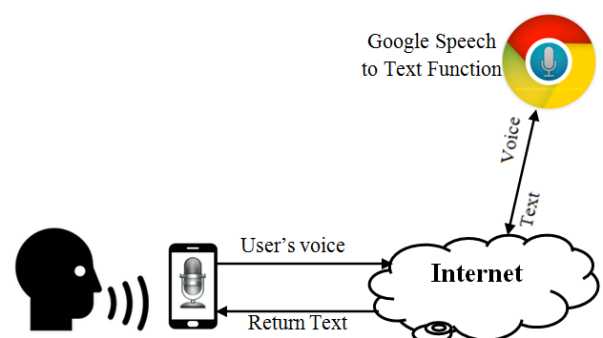 Google Speech
to Text Function
Voice
Text
User's voice
Internet
Return Text